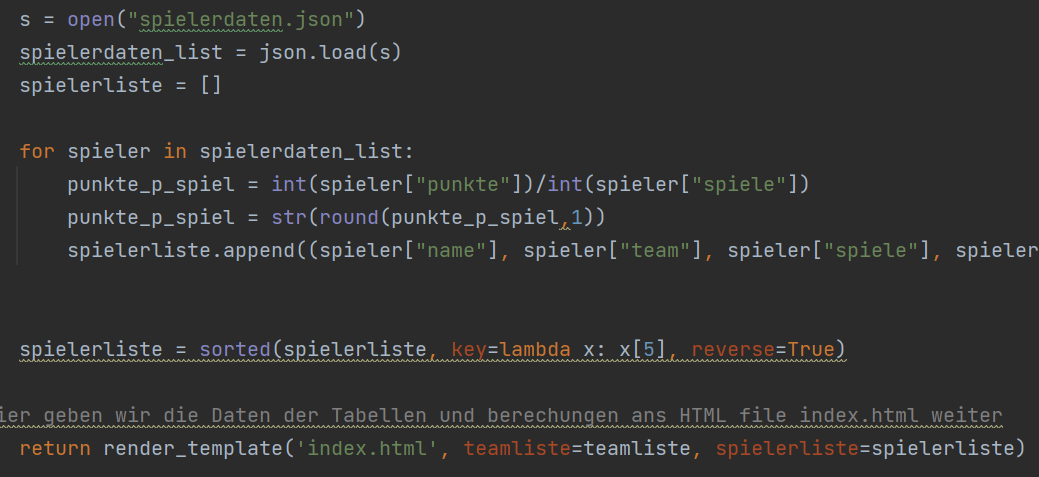 s = open("spielerdaten.json")
spielerdaten_list = json.load(s)
spielerliste = []
for spieler in spielerdaten_list:
punkte_p_spiel = int(spieler["punkte"])/int(spieler["spiele"])
punkte_p_spiel = str(round(punkte_p_spiel,1))
spielerliste.append((spieler["name"], spieler["team"], spieler["spiele"], spieler
spielerliste = sorted(spielerliste, key=lambda x: x[5], reverse=True)
ier geben wir die Daten der Tabellen und berechungen ans HTML file index.html weiter
return render_template('index.html', teamliste=teamliste, spielerliste=spielerliste)